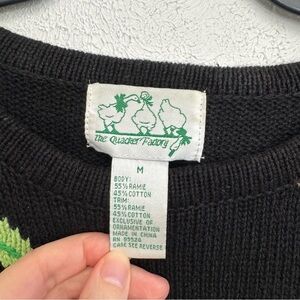 The Quacker Factory
M
BODY:
55% RAMIE
45% COTTON
TRIM:
55% RAMIE
45% COTTON
EXCLUSIVE OF
ORNAMENTATION
MADE IN CHINA
RN 99920
CARE SEE REVERSE